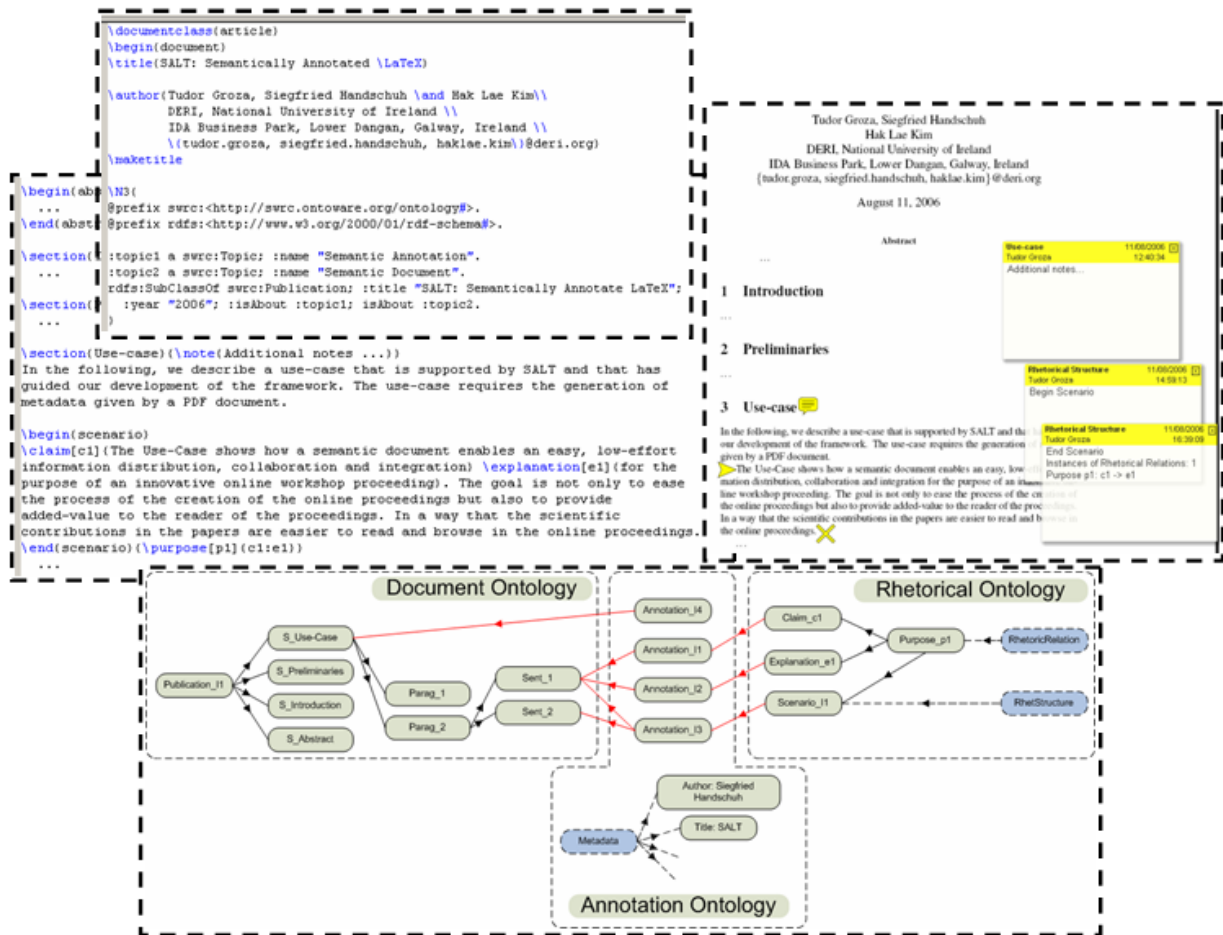 \documentclass(article)
\begin(document)
\title(SALT: Semantically Annotated \LaTeX)
\author(Tudor Groza, Siegfried Handschuh \and Hak Lae Kim\\
DERI, National University of Ireland \\
IDA Business Park, Lower Dangan, Galway, Ireland \\
\(tudor.groza, siegfried.handschuh, haklae.kim\)@deri.org)
\maketitle
\N3(
@prefix swrc:<http://swrc.ontoware.org/ontology#>.
@prefix rdfs:<http://www.w3.org/2000/01/rdf-schema#>.
:topic1 a swrc:Topic; :name "Semantic Annotation".
:topic2 a swrc:Topic; :name "Semantic Document".
rdfs:SubClassOf swrc:Publication; :title "SALT: Semantically Annotate LaTeX";
:year "2006"; :isAbout :topic1; isAbout :topic2.
)
\begin(ab
...
\end(abst
\section(
...
\section(
...
\section(Use-case)(\note(Additional notes ...))
In the following, we describe a use-case that is supported by SALT and that has
guided our development of the framework. The use-case requires the generation of
metadata given by a PDF document.
\begin(scenario)
\claim[c1](The Use-Case shows how a semantic document enables an easy, low-effort
information distribution, collaboration and integration) \explanation[e1](for the
purpose of an innovative online workshop proceeding). The goal is not only to ease
the process of the creation of the online proceedings but also to provide
added-value to the reader of the proceedings. In a way that the scientific
contributions in the papers are easier to read and browse in the online proceedings.
\end(scenario)(\purpose[p1](c1:e1))
...
Tudor Groza, Siegfried Handschuh
Hak Lae Kim
DERI, National University of Ireland
IDA Business Park, Lower Dangan, Galway, Ireland
{tudor.groza, siegfried.handschuh, haklae.kim}@deri.org
August 11, 2006
Abstract
...
1 Introduction
...
2 Preliminaries
...
3 Use-case
In the following, we describe a use-case that is supported by SALT and th
our development of the framework. The use-case requires the generation of
given by a PDF document.
The Use-Case shows how a semantic document enables an easy, low
mation distribution, collaboration and integration for the purpose of an
line workshop proceeding. The goal is not only to ease the process of the creation of
the online proceedings but also to provide added-value to the reader of the proceedings.
In a way that the scientific contributions in the papers are easier to read and browse in
the online proceedings.
...
Use-case 11/08/2006
Tudor Groza 12:40:34
Additional notes...
Rhetorical Structure 11/08/2006
Tudor Groza 14:59:13
Begin Scenario
Rhetorical Structure 11/08/2006
Tudor Groza 16:39:09
End Scenario
Instances of Rhetorical Relations: 1
Purpose p1: c1 -> e1
Document Ontology
Rhetorical Ontology
Publication_I1
S_Use-Case
S_Preliminaries
S_Introduction
S_Abstract
Parag_1
Parag_2
Sent_1
Sent_2
Annotation_I4
Annotation_I1
Annotation_I2
Annotation_I3
Claim_c1
Explanation_e1
Scenario_I1
Purpose_p1
RhetoricRelation
RhetStructure
Metadata
Author: Siegfried
Handschuh
Title: SALT
Annotation Ontology